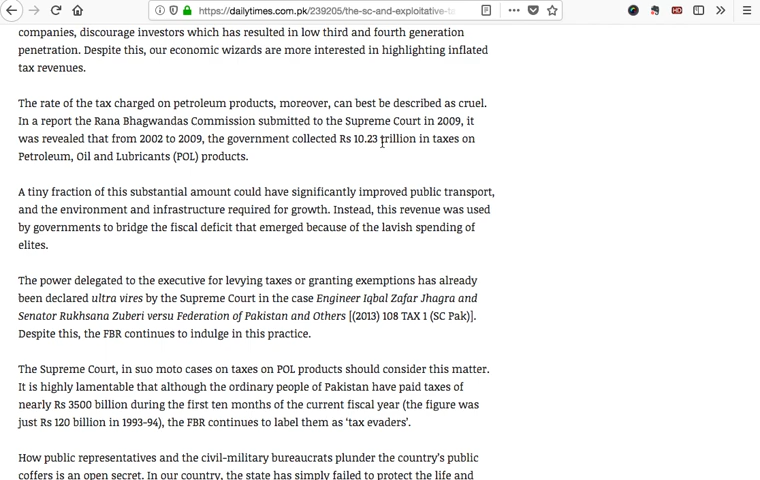 https://dailytimes.com.pk/239205/the-sc-and-exploitative-ta
HD
companies, discourage investors which has resulted in low third and fourth generation
penetration. Despite this, our economic wizards are more interested in highlighting inflated
tax revenues.
The rate of the tax charged on petroleum products, moreover, can best be described as cruel.
In a report the Rana Bhagwandas Commission submitted to the Supreme Court in 2009, it
was revealed that from 2002 to 2009, the government collected Rs 10.23 trillion in taxes on
Petroleum, Oil and Lubricants (POL) products.
A tiny fraction of this substantial amount could have significantly improved public transport,
and the environment and infrastructure required for growth. Instead, this revenue was used
by governments to bridge the fiscal deficit that emerged because of the lavish spending of
elites.
The power delegated to the executive for levying taxes or granting exemptions has already
been declared ultra vires by the Supreme Court in the case Engineer Iqbal Zafar Jhagra and
Senator Rukhsana Zuberi versu Federation of Pakistan and Others [(2013) 108 TAX 1 (SC Pak)].
Despite this, the FBR continues to indulge in this practice.
The Supreme Court, in suo moto cases on taxes on POL products should consider this matter.
It is highly lamentable that although the ordinary people of Pakistan have paid taxes of
nearly Rs 3500 billion during the first ten months of the current fiscal year (the figure was
just Rs 120 billion in 1993-94), the FBR continues to label them as ‘tax evaders’.
How public representatives and the civil-military bureaucrats plunder the country’s public
coffers is an open secret. In our country, the state has simply failed to protect the life and